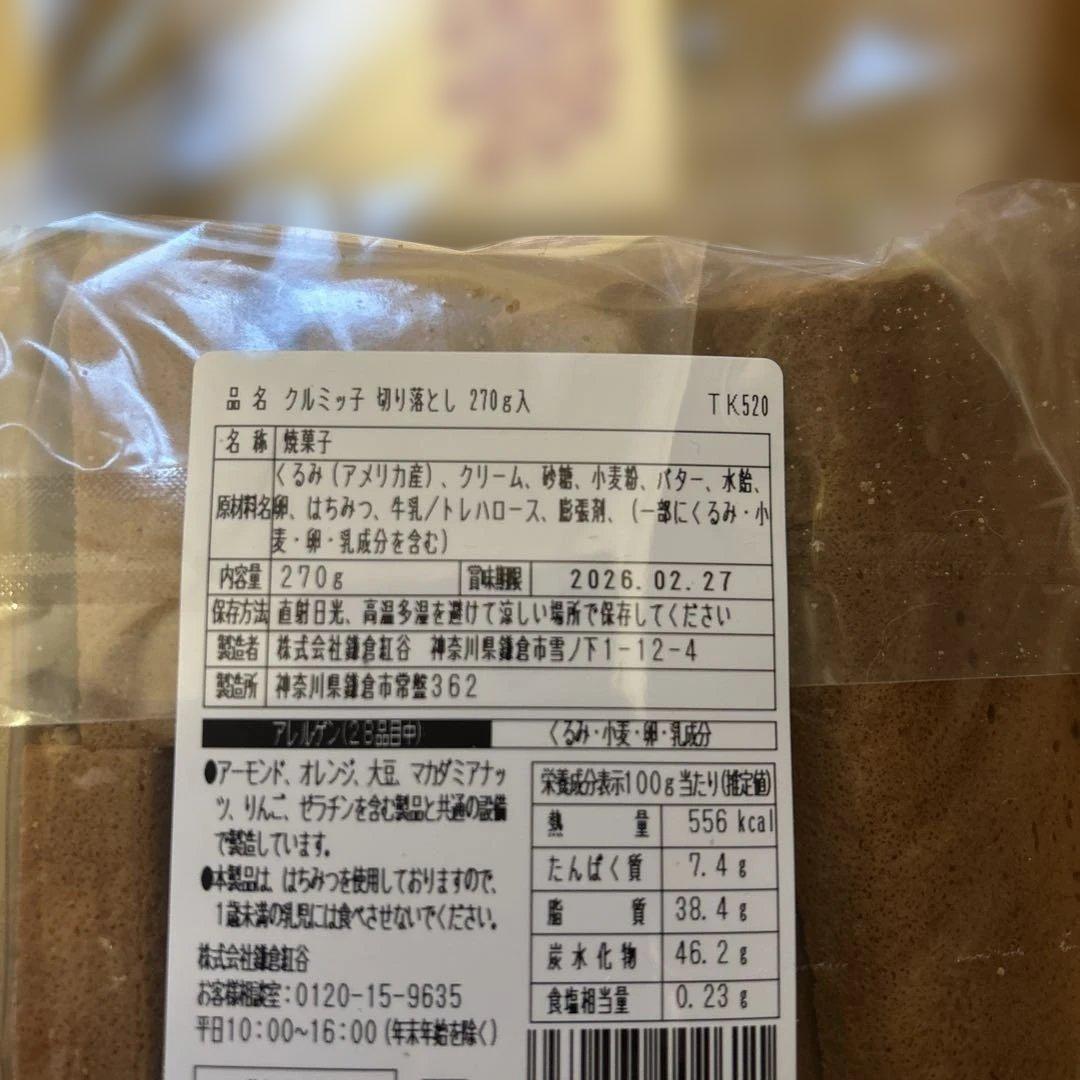 品名 クルミッ子 切り落とし 270g入 TK520
名称 焼菓子
原材料名 くるみ(アメリカ産)、クリーム、砂糖、小麦粉、バター、水飴、
卵、はちみつ、牛乳/トレハロース、膨張剤、(一部にくるみ・小
麦・卵・乳成分を含む)
内容量 270g 賞味期限 2026.02.27
保存方法 直射日光、高温多湿を避けて涼しい場所で保存してください
製造者 株式会社鎌倉紅谷 神奈川県鎌倉市雪ノ下1-12-4
製造所 神奈川県鎌倉市常盤362
アレルゲン(28品目中) くるみ・小麦・卵・乳成分
●アーモンド、オレンジ、大豆、マカダミアナッ
ツ、りんご、ゼラチンを含む製品と共通の設備
で製造しています。
●本製品は、はちみつを使用しておりますので、
1歳未満の乳児には食べさせないでください。
株式会社鎌倉紅谷
お客様相談室:0120-15-9635
平日10:00~16:00(年末年始を除く)
栄養成分表示100g当たり(推定値)
熱量 556kcal
たんぱく質 7.4g
脂質 38.4g
炭水化物 46.2g
食塩相当量 0.23g